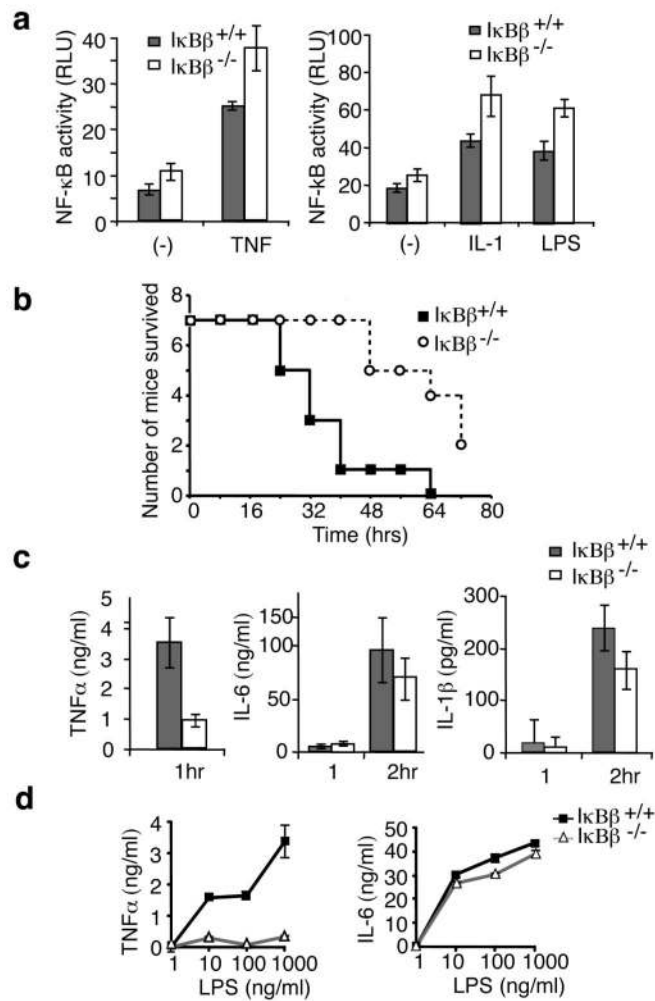 a
IκBβ+/+
IκBβ-/-
NF-κB activity (RLU)
40
30
20
10
0
(-) TNF
IκBβ+/+
IκBβ-/-
NF-kB activity (RLU)
100
80
60
40
20
0
(-) IL-1 LPS
b
IκBβ+/+
IκBβ-/-
Number of mice survived
8
6
4
2
0
0 16 32 48 64 80
Time (hrs)
c
IκBβ+/+
IκBβ-/-
TNFα (ng/ml)
5
4
3
2
1
0
1hr
IL-6 (ng/ml)
150
100
50
0
1 2hr
IL-1β (pg/ml)
300
200
100
0
1 2hr
d
TNFα (ng/ml)
4
3
2
1
0
1 10 100 1000
LPS (ng/ml)
IκBβ+/+
IκBβ-/-
IL-6 (ng/ml)
50
40
30
20
10
0
1 10 100 1000
LPS (ng/ml)